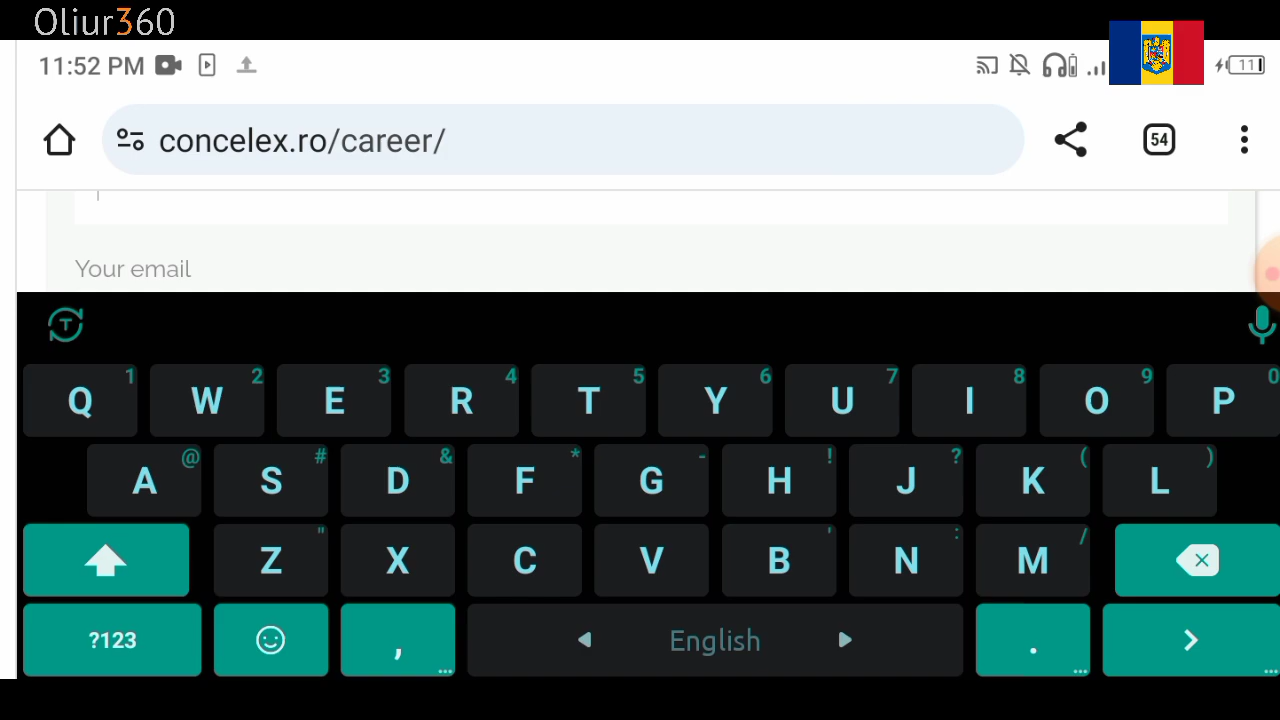 Oliur360
11:52 PM 11
concelex.ro/career/ 54
Your email
T
1 2 3 4 5 6 7 8 9 0
Q W E R T Y U I O P
@ # & * - ! ? ( )
A S D F G H J K L
" ' : /
Z X C V B N M
?123 , English . >